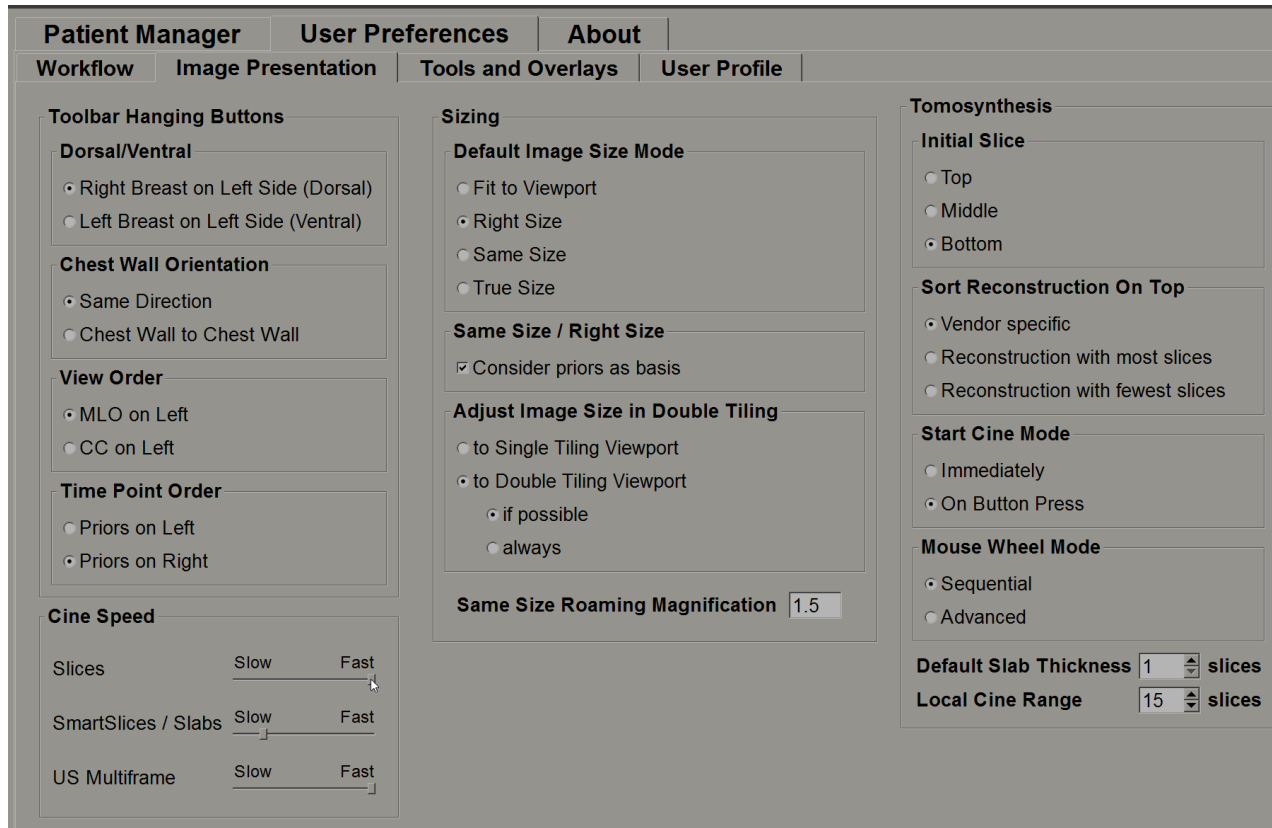 Patient Manager User Preferences About
Workflow Image Presentation Tools and Overlays User Profile
Toolbar Hanging Buttons
Dorsal/Ventral
Right Breast on Left Side (Dorsal)
Left Breast on Left Side (Ventral)
Chest Wall Orientation
Same Direction
Chest Wall to Chest Wall
View Order
MLO on Left
CC on Left
Time Point Order
Priors on Left
Priors on Right
Cine Speed
Slices Slow Fast
SmartSlices / Slabs Slow Fast
US Multiframe Slow Fast
Sizing
Default Image Size Mode
Fit to Viewport
Right Size
Same Size
True Size
Same Size / Right Size
Consider priors as basis
Adjust Image Size in Double Tiling
to Single Tiling Viewport
to Double Tiling Viewport
if possible
always
Same Size Roaming Magnification 1.5
Tomosynthesis
Initial Slice
Top
Middle
Bottom
Sort Reconstruction On Top
Vendor specific
Reconstruction with most slices
Reconstruction with fewest slices
Start Cine Mode
Immediately
On Button Press
Mouse Wheel Mode
Sequential
Advanced
Default Slab Thickness 1 slices
Local Cine Range 15 slices